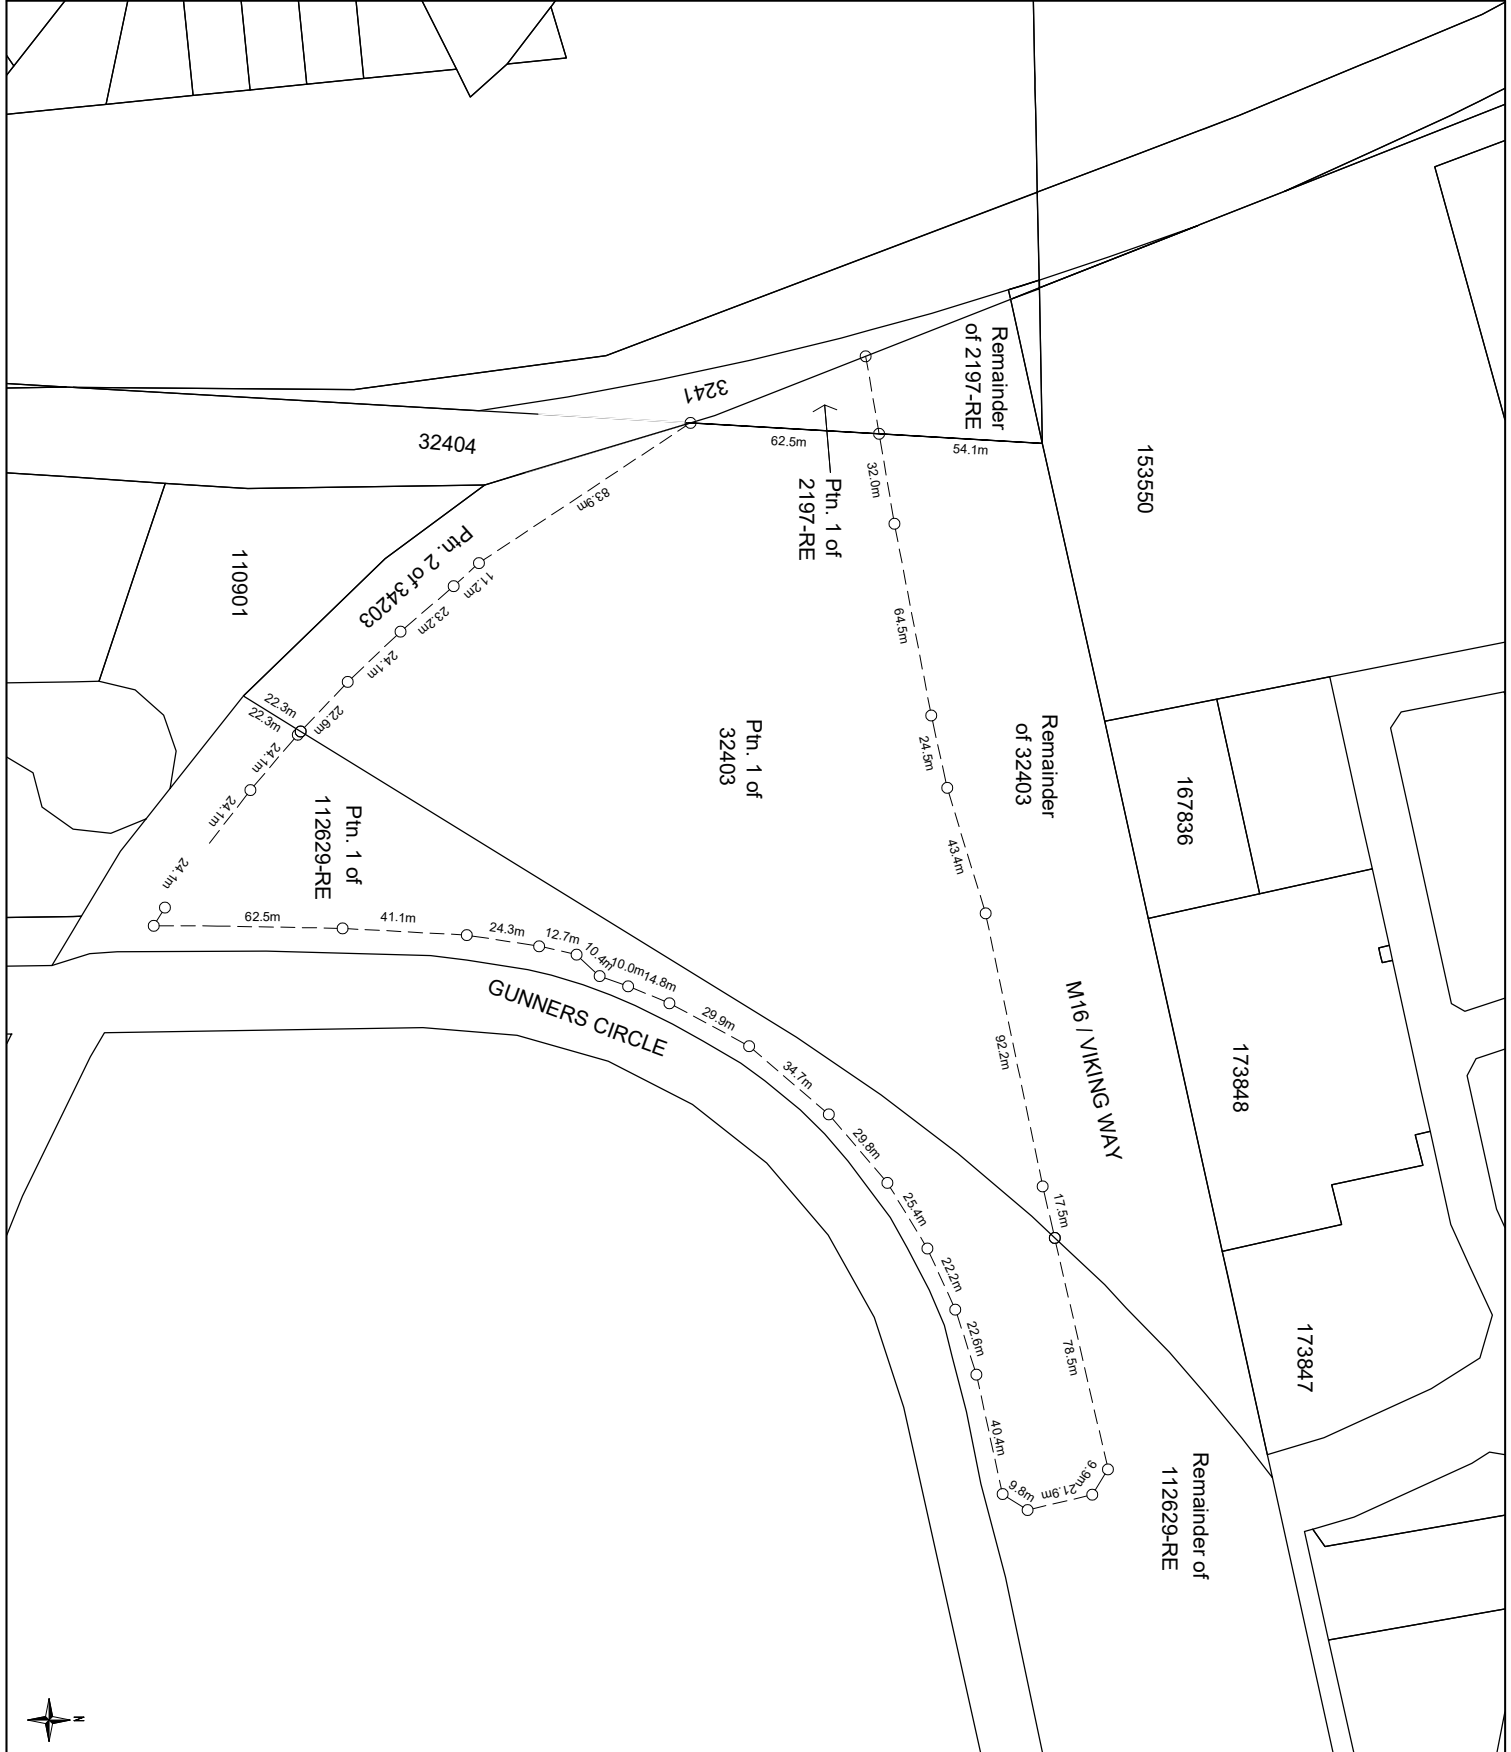 Remainder
of 2197-RE
3241
32404
62.5m
54.1m
153550
32.0m
Ptn. 1 of
2197-RE
83.9m
Ptn. 2 of 34203
110901
11.2m
23.2m
24.1m
64.5m
22.3m
22.3m
22.6m
24.1m
24.1m
24.1m
Ptn. 1 of
32403
24.5m
Remainder
of 32403
167836
Ptn. 1 of
112629-RE
43.4m
62.5m
41.1m
24.3m
12.7m
10.4m
10.0m
14.8m
29.9m
GUNNERS CIRCLE
M16 / VIKING WAY
92.2m
173848
34.7m
29.8m
25.4m
22.2m
22.6m
17.5m
78.5m
173847
40.4m
9.8m
21.9m
9.9m
Remainder of
112629-RE
N